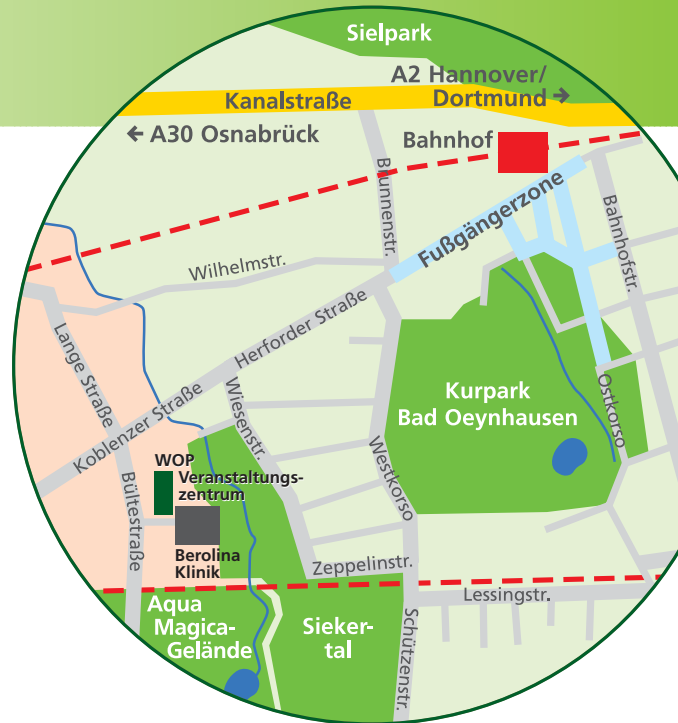 Sielpark
A2 Hannover/
Dortmund →
Kanalstraße
← A30 Osnabrück
Bahnhof
Brunnenstr.
Fußgängerzone
Bahnhofstr.
Wilhelmstr.
Lange Straße
Herforder Straße
Koblenzer Straße
Wiesenstr.
Kurpark
Bad Oeynhausen
Ostkorso
Westkorso
WOP
Veranstaltungs-
zentrum
Bültestraße
Berolina
Klinik
Zeppelinstr.
Lessingstr.
Aqua
Magica-
Gelände
Sieker-
tal
Schützenstr.